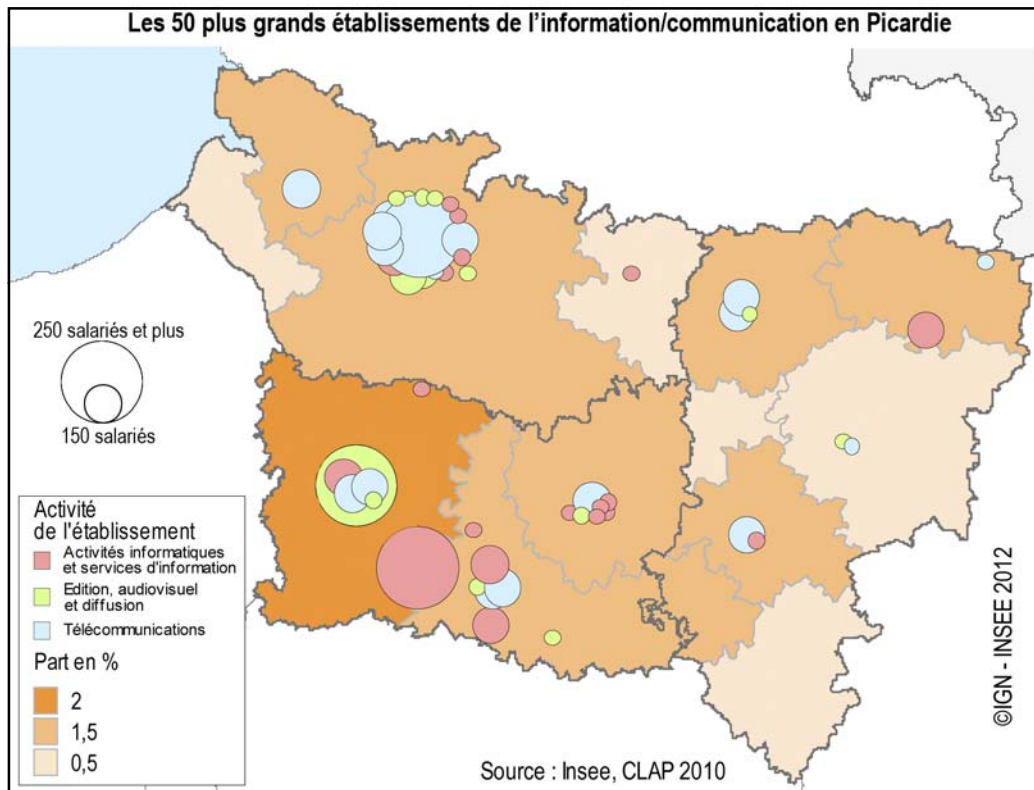 Les 50 plus grands établissements de l’information/communication en Picardie
250 salariés et plus
150 salariés
Activité
de l'établissement
Activités informatiques
et services d'information
Edition, audiovisuel
et diffusion
Télécommunications
Part en %
2
1,5
0,5
Source : Insee, CLAP 2010
©IGN - INSEE 2012